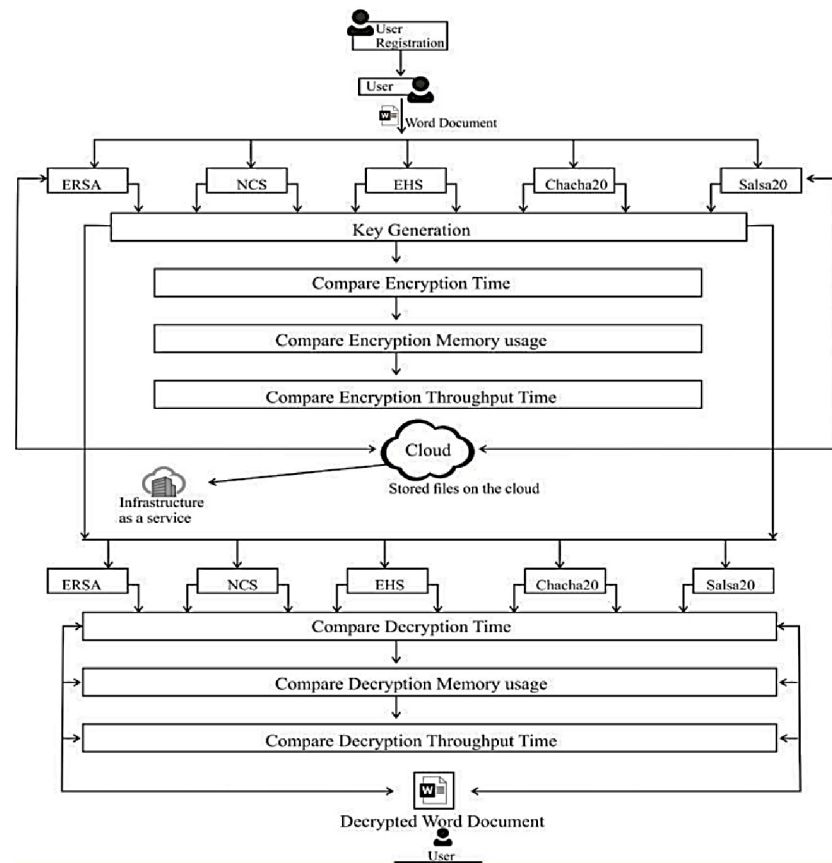 User
Registration
User
W
Word Document
ERSA
NCS
EHS
Chacha20
Salsa20
Key Generation
Compare Encryption Time
Compare Encryption Memory usage
Compare Encryption Throughput Time
Cloud
Stored files on the cloud
Infrastructure
as a service
ERSA
NCS
EHS
Chacha20
Salsa20
Compare Decryption Time
Compare Decryption Memory usage
Compare Decryption Throughput Time
W
Decrypted Word Document
User